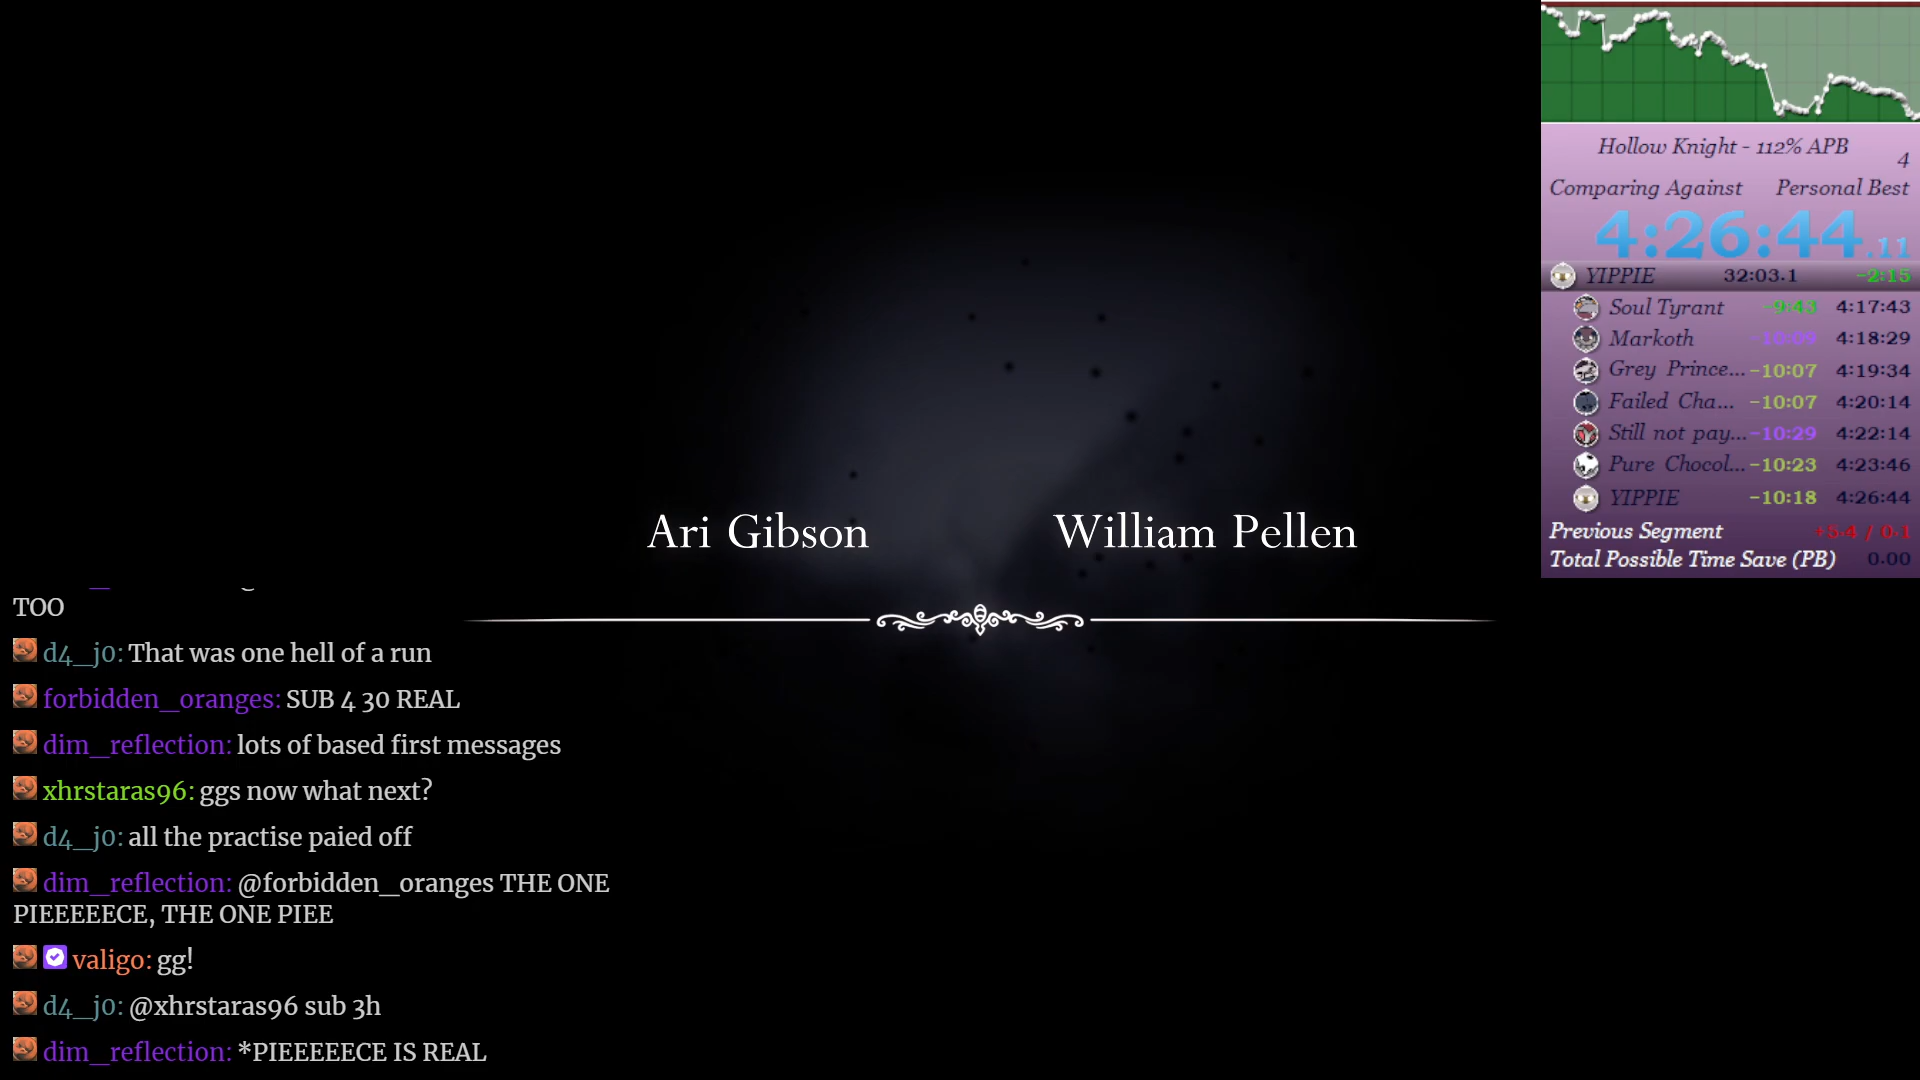 Hollow Knight - 112% APB
4
Comparing Against Personal Best
4:26:44.11
YIPPIE 32:03.1 -2:15
Soul Tyrant -9:43 4:17:43
Markoth -10:09 4:18:29
Grey Prince... -10:07 4:19:34
Failed Cha... -10:07 4:20:14
Still not pay... -10:29 4:22:14
Pure Chocol... -10:23 4:23:46
YIPPIE -10:18 4:26:44
Previous Segment +5.4 / 0.1
Total Possible Time Save (PB) 0.00
Ari Gibson William Pellen
TOO
d4_j0: That was one hell of a run
forbidden_oranges: SUB 4 30 REAL
dim_reflection: lots of based first messages
xhrstaras96: ggs now what next?
d4_j0: all the practise paied off
dim_reflection: @forbidden_oranges THE ONE
PIEEEEECE, THE ONE PIEE
valigo: gg!
d4_j0: @xhrstaras96 sub 3h
dim_reflection: *PIEEEEECE IS REAL